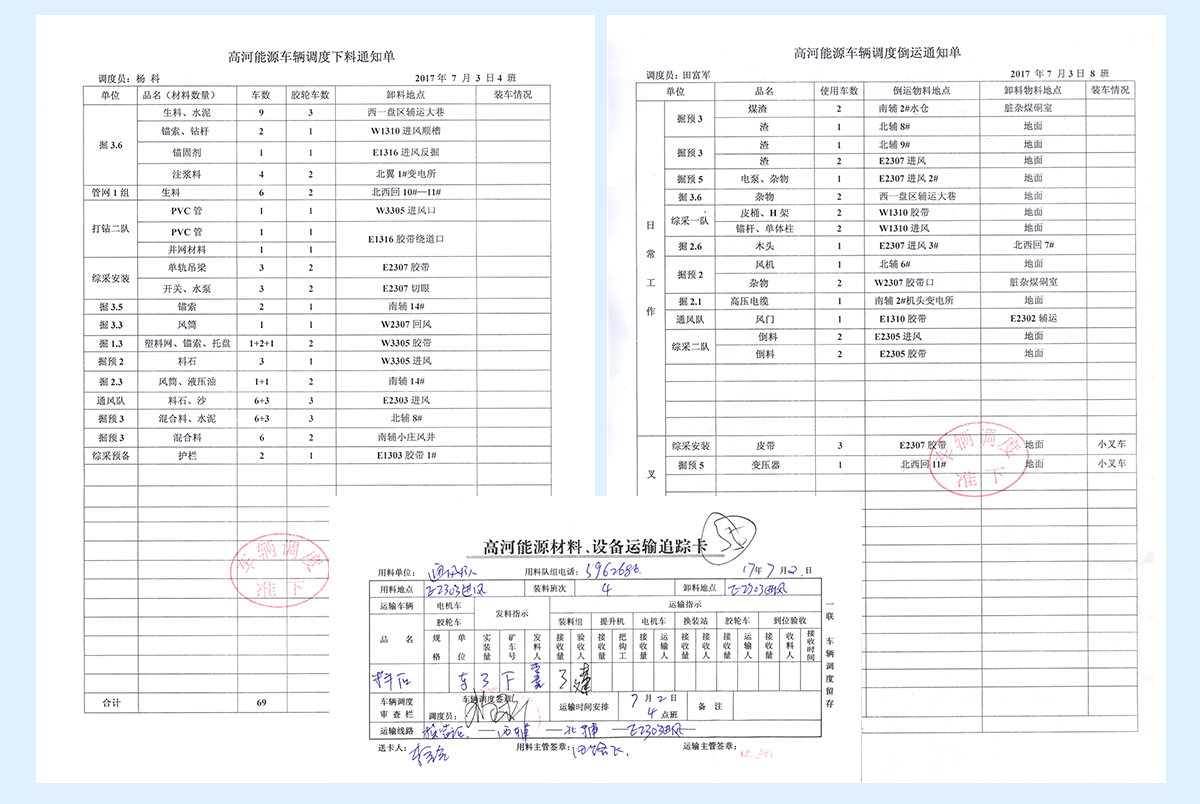 高河能源车辆调度下料通知单
调度员：杨 科 2017 年 7 月 3 日4 班
单位 品名（材料数量） 车数 胶轮车数 卸料地点 装车情况
掘 3.6 生料、水泥 9 3 西一盘区辅运大巷
锚索、钻杆 2 1 W1310 进风顺槽
锚固剂 1 1 E1316 进风反掘
注浆料 4 2 北翼 1#变电所
管网 1 组 生料 6 2 北西回 10#—11#
打钻二队 PVC 管 1 1 W3305 进风口
PVC 管 1 1 E1316 胶带绕道口
并网材料 1 1
综采安装 单轨吊梁 3 2 E2307 胶带
开关、水泵 3 2 E2307 切眼
掘 3.5 锚索 2 1 南辅 14#
掘 3.3 风筒 1 1 W2307 回风
掘 1.3 塑料网、锚索、托盘 1+2+1 2 W3305 胶带
掘预 2 料石 3 1 W3305 进风
掘 2.3 风筒、液压油 1+1 2 南辅 14#
通风队 料石、沙 6+3 3 E2303 进风
掘预 3 混合料、水泥 6+3 3 北辅 8#
掘预 3 混合料 6 2 南辅小庄风井
综采预备 护栏 2 1 E1303 胶带 1#
车辆调度
准下
合计 69
高河能源车辆调度倒运通知单
调度员：田富军 2017 年 7 月 3 日 8 班
单位 品名 使用车数 倒运物料地点 卸料物料地点 装车情况
日常工作
掘预 3 煤渣 2 南辅 2#水仓 脏杂煤硐室
渣 1 北辅 8# 地面
掘预 3 渣 1 北辅 9# 地面
渣 2 E2307 进风 地面
掘预 5 电泵、杂物 1 E2307 进风 2# 地面
掘 3.6 杂物 2 西一盘区辅运大巷 地面
综采一队 皮桶、H 架 2 W1310 胶带 地面
锚杆、单体柱 2 W1310 进风 地面
掘 2.6 木头 1 E2307 进风 3# 北西回 7#
掘预 2 风机 1 北辅 6# 地面
杂物 2 W2307 胶带口 脏杂煤硐室
掘 2.1 高压电缆 1 南辅 2#机头变电所 地面
通风队 风门 1 E1310 胶带 E2302 辅运
综采二队 倒料 2 E2305 进风 地面
倒料 2 E2305 胶带 地面
叉 综采安装 皮带 3 E2307 胶带 地面 小叉车
掘预 5 变压器 1 北西回 11# 地面 小叉车
车辆调度
准下
高河能源材料、设备运输追踪卡
用料单位：通风队 用料队组电话：5962686 17年 7 月 2 日
用料地点 E2303进风 装料班次 4 卸料地点 E2303进风
运输车辆 电机车 发料指示 运输指示
胶轮车 装料组 提升机 电机车 换装站 胶轮车 到位验收
品名 规格 单位 实装量 矿车号 发料人 接收量 验收人 接收量 把钩工 接收量 运输人 接收量 接收人 接收量 运输人 接收量 收料人 接收时间
料石 车 3 下 3
车辆调度审查栏 车辆调度签章 调度员： 运输时间安排 7 月 2 日 4 点班 备 注
运输线路 —西辅—北辅—E2303进风
送卡人： 用料主管签章： 运输主管签章：
一联 车辆调度留存